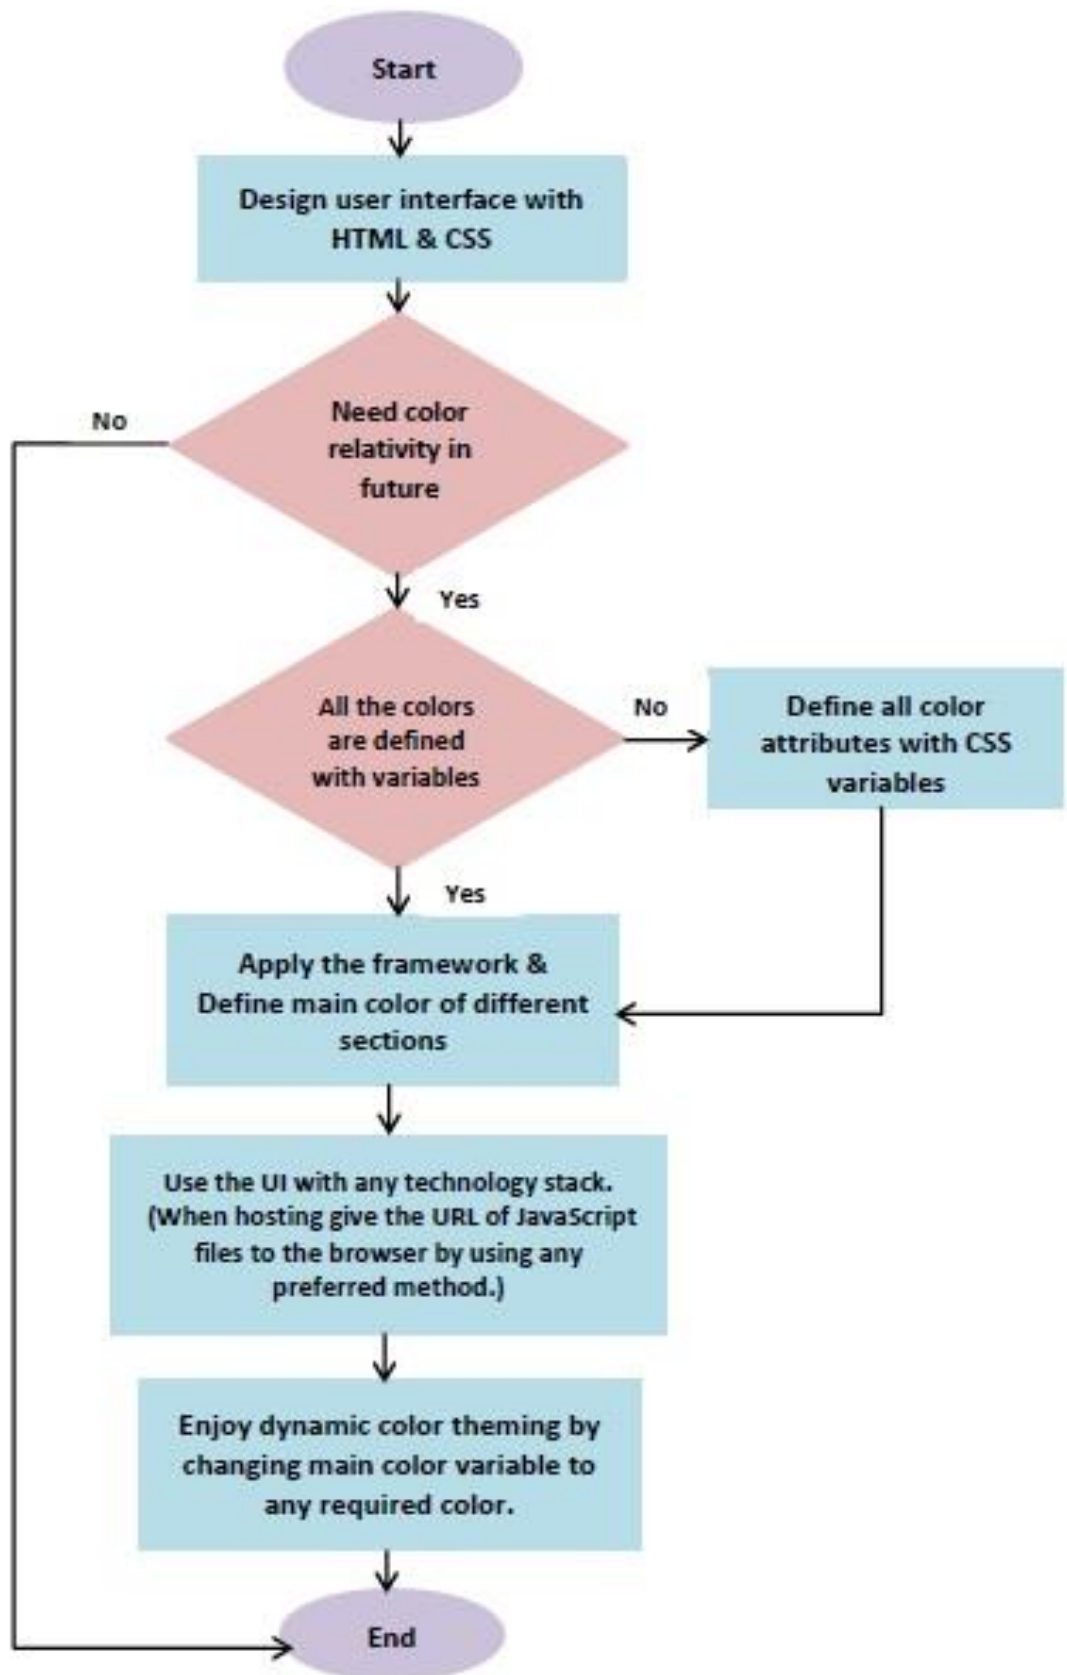 Start
Design user interface with
HTML & CSS
Need color
relativity in
future
No
Yes
All the colors
are defined
with variables
No
Define all color
attributes with CSS
variables
Yes
Apply the framework &
Define main color of different
sections
Use the UI with any technology stack.
(When hosting give the URL of JavaScript
files to the browser by using any
preferred method.)
Enjoy dynamic color theming by
changing main color variable to
any required color.
End